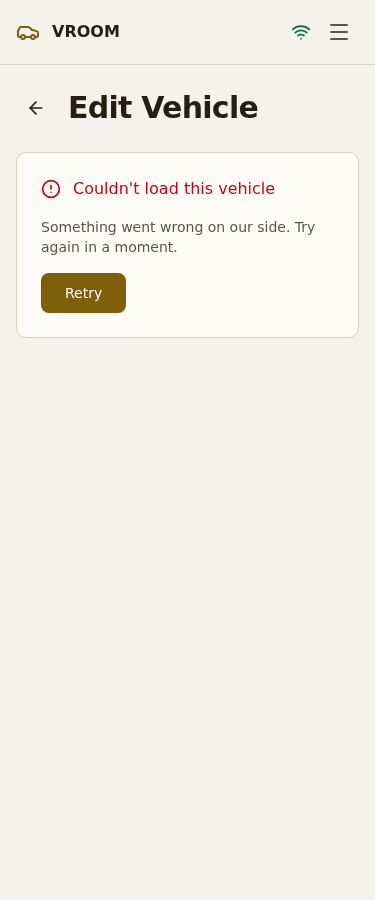 VROOM
Edit Vehicle
Couldn't load this vehicle
Something went wrong on our side. Try
again in a moment.
Retry